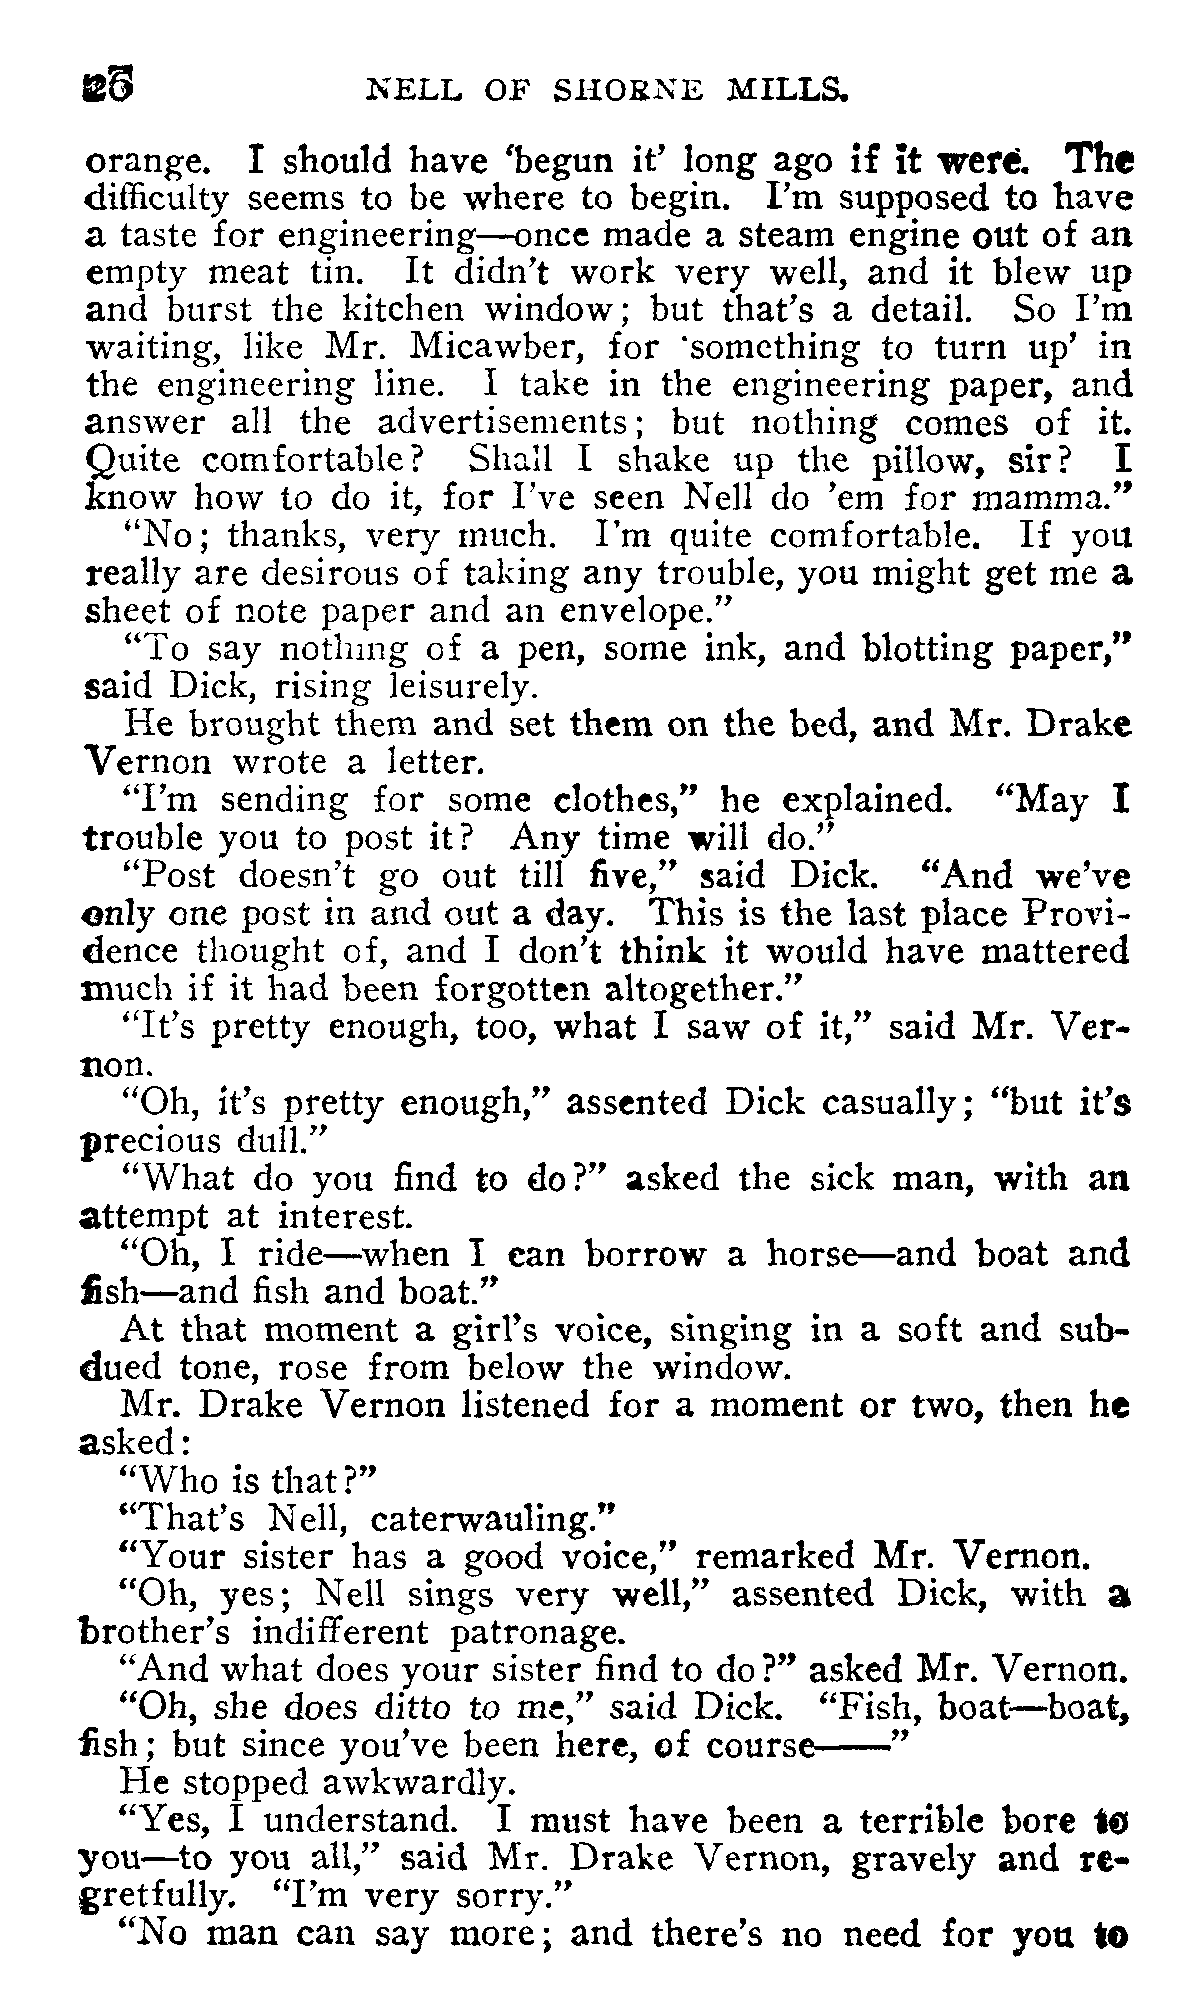 26 NELL OF SHORNE MILLS.
orange. I should have 'begun it' long ago if it were. The
difficulty seems to be where to begin. I'm supposed to have
a taste for engineering—once made a steam engine out of an
empty meat tin. It didn't work very well, and it blew up
and burst the kitchen window; but that's a detail. So I'm
waiting, like Mr. Micawber, for 'something to turn up' in
the engineering line. I take in the engineering paper, and
answer all the advertisements; but nothing comes of it.
Quite comfortable? Shall I shake up the pillow, sir? I
know how to do it, for I've seen Nell do 'em for mamma."
"No; thanks, very much. I'm quite comfortable. If you
really are desirous of taking any trouble, you might get me a
sheet of note paper and an envelope."
"To say nothing of a pen, some ink, and blotting paper,"
said Dick, rising leisurely.
He brought them and set them on the bed, and Mr. Drake
Vernon wrote a letter.
"I'm sending for some clothes," he explained. "May I
trouble you to post it? Any time will do."
"Post doesn't go out till five," said Dick. "And we've
only one post in and out a day. This is the last place Provi-
dence thought of, and I don't think it would have mattered
much if it had been forgotten altogether."
"It's pretty enough, too, what I saw of it," said Mr. Ver-
non.
"Oh, it's pretty enough," assented Dick casually; "but it's
precious dull."
"What do you find to do?" asked the sick man, with an
attempt at interest.
"Oh, I ride—when I can borrow a horse—and boat and
fish—and fish and boat."
At that moment a girl's voice, singing in a soft and sub-
dued tone, rose from below the window.
Mr. Drake Vernon listened for a moment or two, then he
asked:
"Who is that?"
"That's Nell, caterwauling."
"Your sister has a good voice," remarked Mr. Vernon.
"Oh, yes; Nell sings very well," assented Dick, with a
brother's indifferent patronage.
"And what does your sister find to do?" asked Mr. Vernon.
"Oh, she does ditto to me," said Dick. "Fish, boat—boat,
fish; but since you've been here, of course——"
He stopped awkwardly.
"Yes, I understand. I must have been a terrible bore to
you—to you all," said Mr. Drake Vernon, gravely and re-
gretfully. "I'm very sorry."
"No man can say more; and there's no need for you to